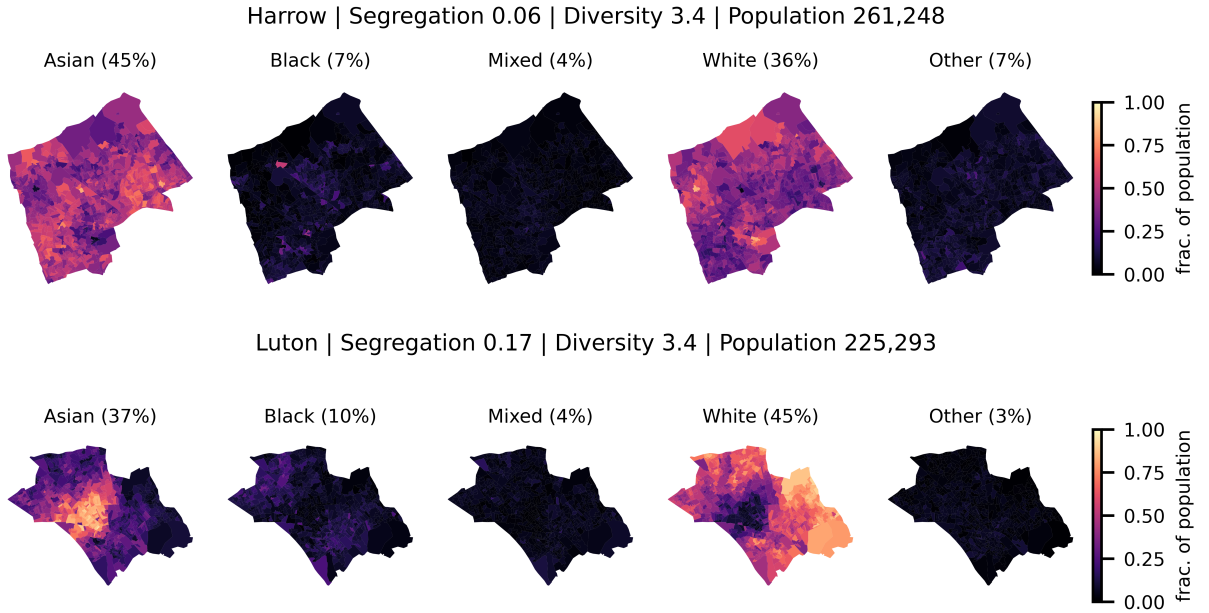 Harrow | Segregation 0.06 | Diversity 3.4 | Population 261,248
Asian (45%)
Black (7%)
Mixed (4%)
White (36%)
Other (7%)
1.00
0.75
0.50
0.25
0.00
frac. of population
Luton | Segregation 0.17 | Diversity 3.4 | Population 225,293
Asian (37%)
Black (10%)
Mixed (4%)
White (45%)
Other (3%)
1.00
0.75
0.50
0.25
0.00
frac. of population